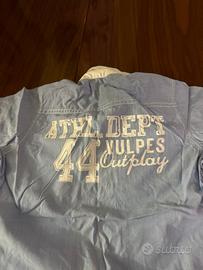 ATHL. DEPT
44 VULPES
Outplay
subito